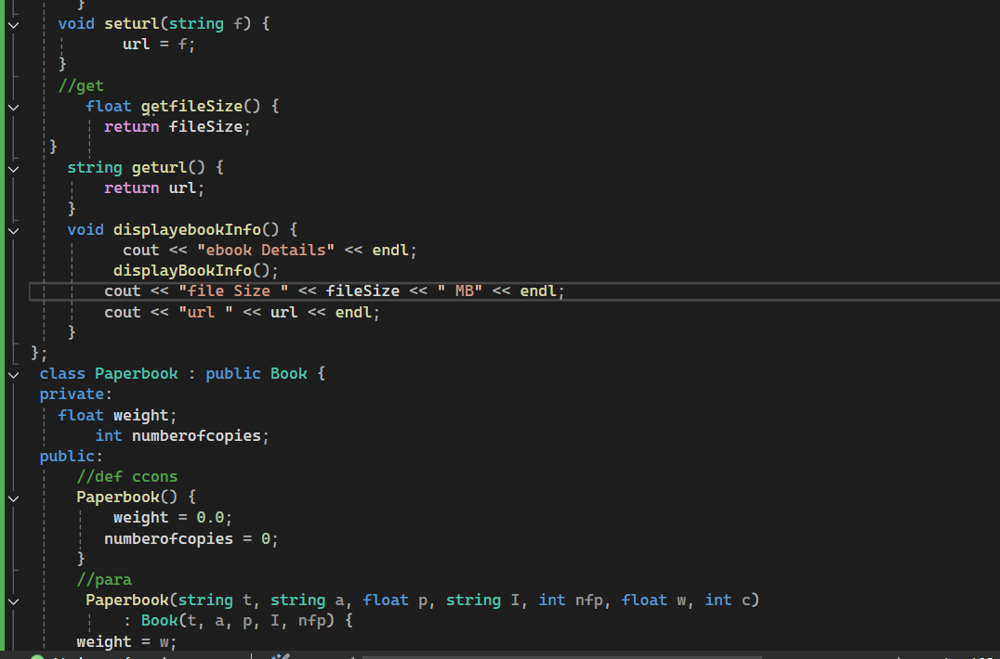 }
void seturl(string f) {
url = f;
}
//get
float getfileSize() {
return fileSize;
}
string geturl() {
return url;
}
void displayebookInfo() {
cout << "ebook Details" << endl;
displayBookInfo();
cout << "file Size " << fileSize << " MB" << endl;
cout << "url " << url << endl;
}
};
class Paperbook : public Book {
private:
float weight;
int numberofcopies;
public:
//def ccons
Paperbook() {
weight = 0.0;
numberofcopies = 0;
}
//para
Paperbook(string t, string a, float p, string I, int nfp, float w, int c)
: Book(t, a, p, I, nfp) {
weight = w;